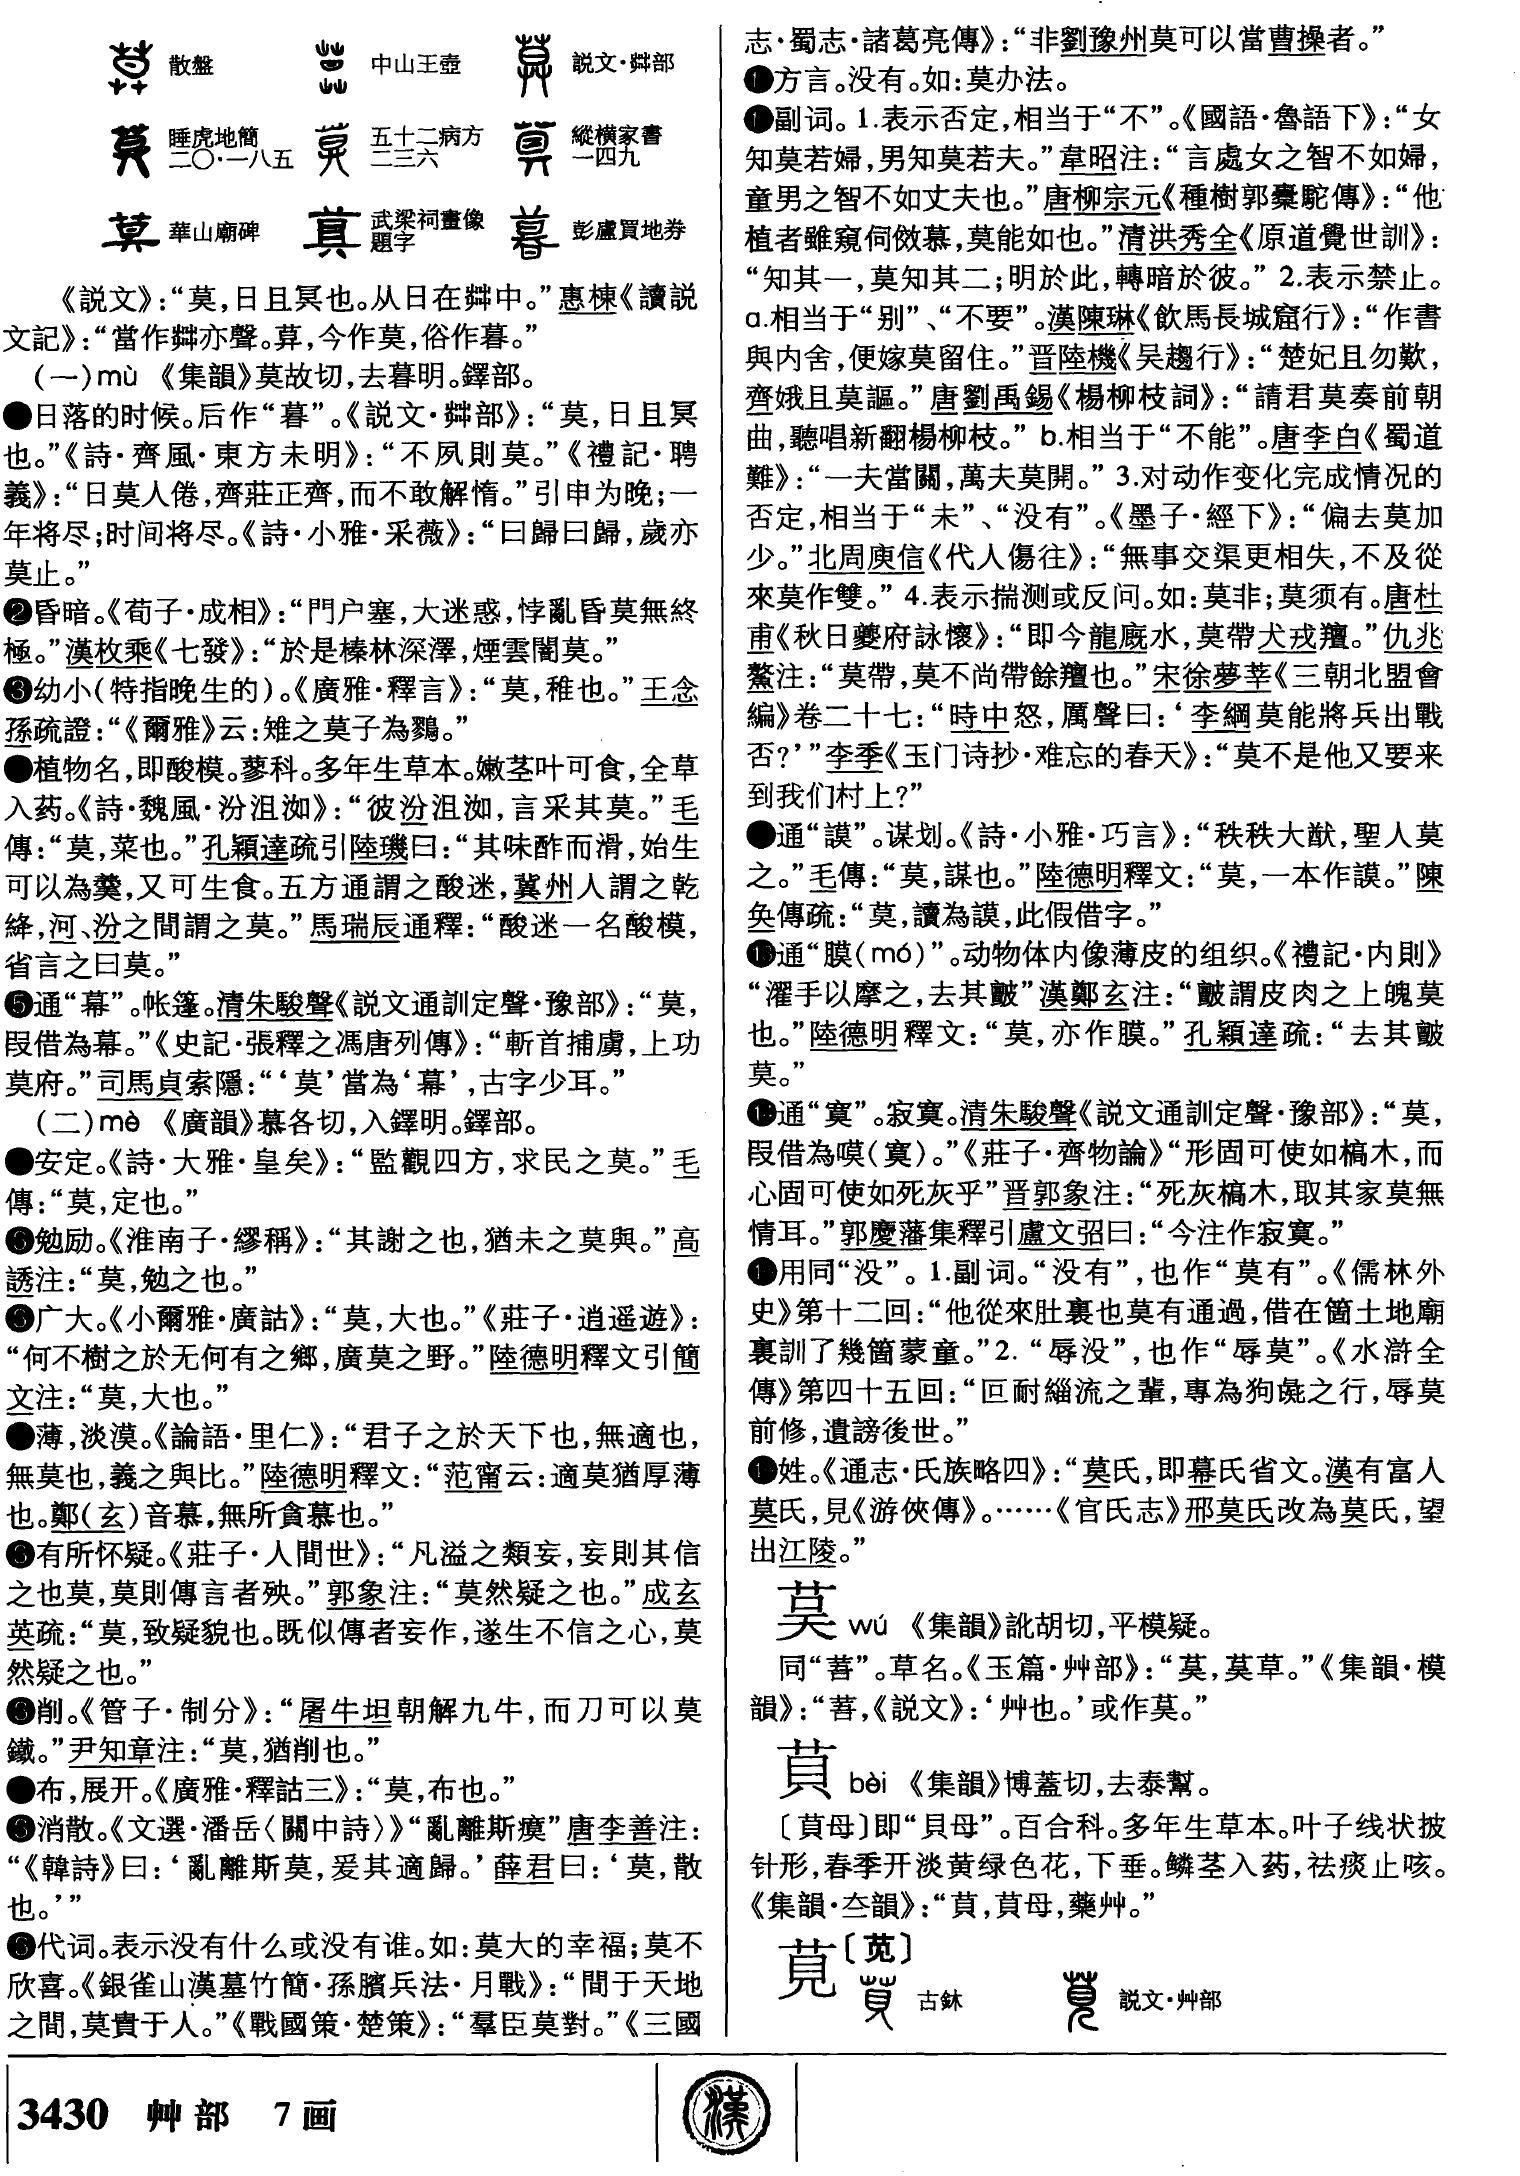 散盤 中山王壺 説文·茻部
睡虎地簡 二〇·一八五 五十二病方 二三六 縱横家書 一四九
華山廟碑 武梁祠畫像題字 彭盧買地券
《説文》：“莫，日且冥也。从日在茻中。”惠棟《讀説
文記》：“當作茻亦聲。䒬，今作莫，俗作暮。”
(一)mù 《集韻》莫故切，去暮明。鐸部。
●日落的时候。后作“暮”。《説文·茻部》：“莫，日且冥
也。”《詩·齊風·東方未明》：“不夙則莫。”《禮記·聘
義》：“日莫人倦，齊莊正齊，而不敢解惰。”引申为晚；一
年将尽；时间将尽。《詩·小雅·采薇》：“曰歸曰歸，歲亦
莫止。”
❷昏暗。《荀子·成相》：“門户塞，大迷惑，悖亂昏莫無終
極。”漢枚乘《七發》：“於是榛林深澤，煙雲闇莫。”
❸幼小(特指晚生的)。《廣雅·釋言》：“莫，稚也。”王念
孫疏證：“《爾雅》云：雉之莫子為鷚。”
●植物名，即酸模。蓼科。多年生草本。嫩茎叶可食，全草
入药。《詩·魏風·汾沮洳》：“彼汾沮洳，言采其莫。”毛
傳：“莫，菜也。”孔穎達疏引陸璣曰：“其味酢而滑，始生
可以為羹，又可生食。五方通謂之酸迷，冀州人謂之乾
絳，河、汾之間謂之莫。”馬瑞辰通釋：“酸迷一名酸模，
省言之曰莫。”
❺通“幕”。帐篷。清朱駿聲《説文通訓定聲·豫部》：“莫，
叚借為幕。”《史記·張釋之馮唐列傳》：“斬首捕虜，上功
莫府。”司馬貞索隱：“‘莫’當為‘幕’，古字少耳。”
(二)mò 《廣韻》慕各切，入鐸明。鐸部。
●安定。《詩·大雅·皇矣》：“監觀四方，求民之莫。”毛
傳：“莫，定也。”
❻勉励。《淮南子·繆稱》：“其謝之也，猶未之莫與。”高
誘注：“莫，勉之也。”
❻广大。《小爾雅·廣詁》：“莫，大也。”《莊子·逍遥遊》：
“何不樹之於无何有之鄉，廣莫之野。”陸德明釋文引簡
文注：“莫，大也。”
●薄，淡漠。《論語·里仁》：“君子之於天下也，無適也，
無莫也，義之與比。”陸德明釋文：“范甯云：適莫猶厚薄
也。鄭(玄)音慕，無所貪慕也。”
❻有所怀疑。《莊子·人間世》：“凡溢之類妄，妄則其信
之也莫，莫則傳言者殃。”郭象注：“莫然疑之也。”成玄
英疏：“莫，致疑貌也。既似傳者妄作，遂生不信之心，莫
然疑之也。”
❻削。《管子·制分》：“屠牛坦朝解九牛，而刀可以莫
鐵。”尹知章注：“莫，猶削也。”
●布，展开。《廣雅·釋詁三》：“莫，布也。”
❻消散。《文選·潘岳〈關中詩〉》“亂離斯瘼”唐李善注：
“《韓詩》曰：‘亂離斯莫，爰其適歸。’薛君曰：‘莫，散
也。’”
❻代词。表示没有什么或没有谁。如：莫大的幸福；莫不
欣喜。《銀雀山漢墓竹簡·孫臏兵法·月戰》：“間于天地
之間，莫貴于人。”《戰國策·楚策》：“羣臣莫對。”《三國
志·蜀志·諸葛亮傳》：“非劉豫州莫可以當曹操者。”
❶方言。没有。如：莫办法。
❶副词。1.表示否定，相当于“不”。《國語·魯語下》：“女
知莫若婦，男知莫若夫。”韋昭注：“言處女之智不如婦，
童男之智不如丈夫也。”唐柳宗元《種樹郭橐駝傳》：“他
植者雖窺伺傚慕，莫能如也。”清洪秀全《原道覺世訓》：
“知其一，莫知其二；明於此，轉暗於彼。” 2.表示禁止。
a.相当于“别”、“不要”。漢陳琳《飲馬長城窟行》：“作書
與内舍，便嫁莫留住。”晋陸機《吴趨行》：“楚妃且勿歎，
齊娥且莫謳。”唐劉禹錫《楊柳枝詞》：“請君莫奏前朝
曲，聽唱新翻楊柳枝。” b.相当于“不能”。唐李白《蜀道
難》：“一夫當關，萬夫莫開。” 3.对动作变化完成情况的
否定，相当于“未”、“没有”。《墨子·經下》：“偏去莫加
少。”北周庾信《代人傷往》：“無事交渠更相失，不及從
來莫作雙。” 4.表示揣测或反问。如：莫非；莫须有。唐杜
甫《秋日夔府詠懷》：“即今龍廄水，莫帶犬戎羶。”仇兆
鰲注：“莫帶，莫不尚帶餘羶也。”宋徐夢莘《三朝北盟會
編》卷二十七：“時中怒，厲聲曰：‘李綱莫能將兵出戰
否？’”李季《玉门诗抄·难忘的春天》：“莫不是他又要来
到我们村上？”
●通“謨”。谋划。《詩·小雅·巧言》：“秩秩大猷，聖人莫
之。”毛傳：“莫，謀也。”陸德明釋文：“莫，一本作謨。”陳
奂傳疏：“莫，讀為謨，此假借字。”
❶通“膜(mó)”。动物体内像薄皮的组织。《禮記·内則》
“濯手以摩之，去其皽”漢鄭玄注：“皽謂皮肉之上魄莫
也。”陸德明釋文：“莫，亦作膜。”孔穎達疏：“去其皽
莫。”
❶通“寞”。寂寞。清朱駿聲《説文通訓定聲·豫部》：“莫，
叚借為嗼(寞)。”《莊子·齊物論》“形固可使如槁木，而
心固可使如死灰乎”晋郭象注：“死灰槁木，取其寂莫無
情耳。”郭慶藩集釋引盧文弨曰：“今注作寂寞。”
❶用同“没”。 1.副词。“没有”，也作“莫有”。《儒林外
史》第十二回：“他從來肚裏也莫有通過，借在箇土地廟
裏訓了幾箇蒙童。”2. “辱没”，也作“辱莫”。《水滸全
傳》第四十五回：“叵耐緇流之輩，專為狗彘之行，辱莫
前修，遺謗後世。”
❶姓。《通志·氏族略四》：“莫氏，即幕氏省文。漢有富人
莫氏，見《游俠傳》。……《官氏志》邢莫氏改為莫氏，望
出江陵。”
茣 wú 《集韻》訛胡切，平模疑。
同“䓊”。草名。《玉篇·艸部》：“茣，茣草。”《集韻·模
韻》：“䓊，《説文》：‘艸也。’或作茣。”
萯 bèi 《集韻》博蓋切，去泰幫。
〔莨母〕即“貝母”。百合科。多年生草本。叶子线状披
针形，春季开淡黄绿色花，下垂。鳞茎入药，祛痰止咳。
《集韻·夳韻》：“莨，莨母，藥艸。”
莧〔苋〕 古鉥 説文·艸部
3430 艸部 7画
漢